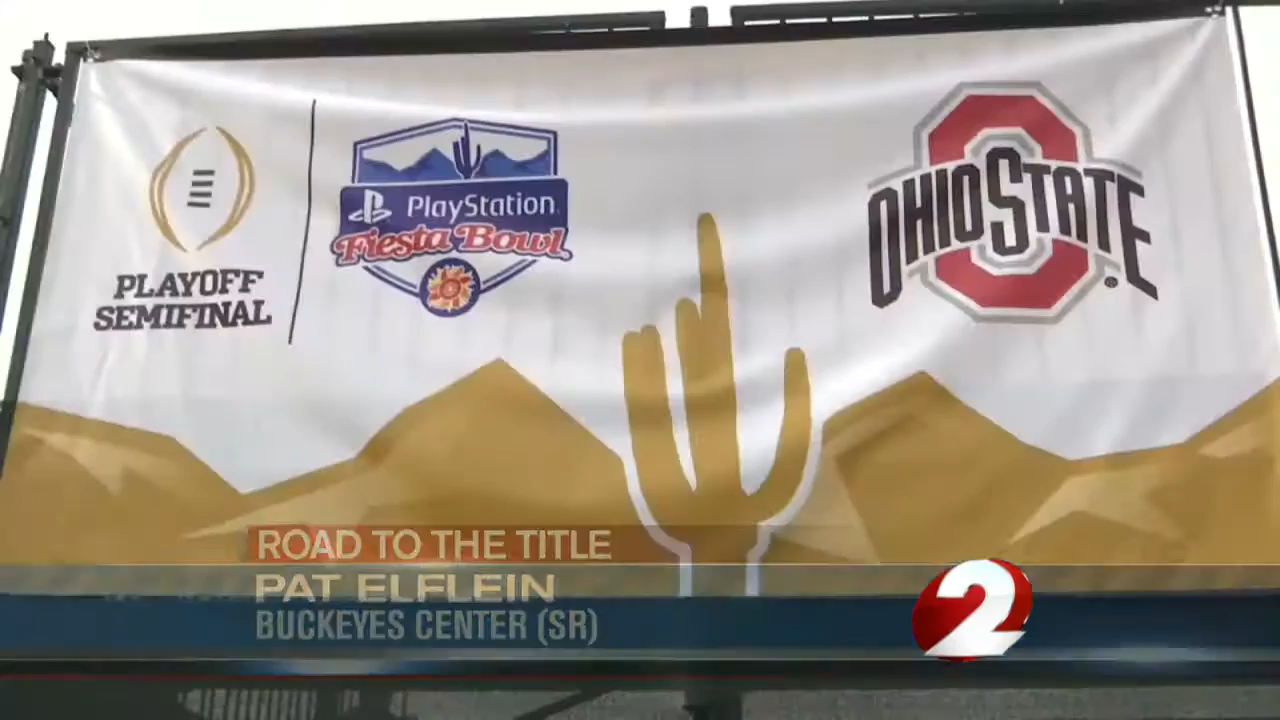 PLAYOFF
SEMIFINAL
PlayStation
Fiesta Bowl
OHIO STATE
ROAD TO THE TITLE
PAT ELFLEIN
BUCKEYES CENTER (SR)
2